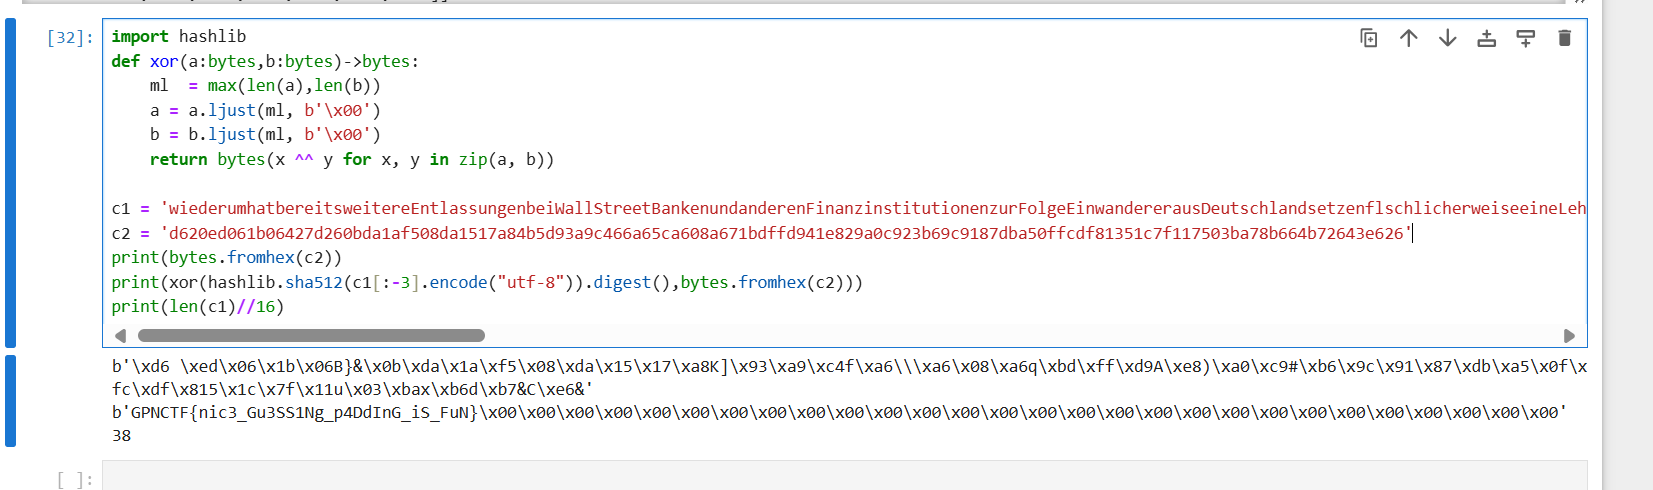 [32]:
import hashlib
def xor(a:bytes,b:bytes)->bytes:
    ml  = max(len(a),len(b))
    a = a.ljust(ml, b'\x00')
    b = b.ljust(ml, b'\x00')
    return bytes(x ^^ y for x, y in zip(a, b))
c1 = 'wiederumhatbereitsweitereEntlassungenbeiWallStreetBankenundanderenFinanzinstitutionenzurFolgeEinwandererausDeutschlandsetzenflschlicherweiseeineLeh
c2 = 'd620ed061b06427d260bda1af508da1517a84b5d93a9c466a65ca608a671bdffd941e829a0c923b69c9187dba50ffcdf81351c7f117503ba78b664b72643e626'
print(bytes.fromhex(c2))
print(xor(hashlib.sha512(c1[:-3].encode("utf-8")).digest(),bytes.fromhex(c2)))
print(len(c1)//16)
b'\xd6 \xed\x06\x1b\x06B}&\x0b\xda\x1a\xf5\x08\xda\x15\x17\xa8K]\x93\xa9\xc4f\xa6\\\xa6\x08\xa6q\xbd\xff\xd9A\xe8)\xa0\xc9#\xb6\x9c\x91\x87\xdb\xa5\x0f\x
fc\xdf\x815\x1c\x7f\x11u\x03\xbax\xb6d\xb7&C\xe6&'
b'GPNCTF{nic3_Gu3SS1Ng_p4DdInG_iS_FuN}\x00\x00\x00\x00\x00\x00\x00\x00\x00\x00\x00\x00\x00\x00\x00\x00\x00\x00\x00\x00\x00\x00\x00\x00\x00\x00\x00\x00'
38
[ ]: